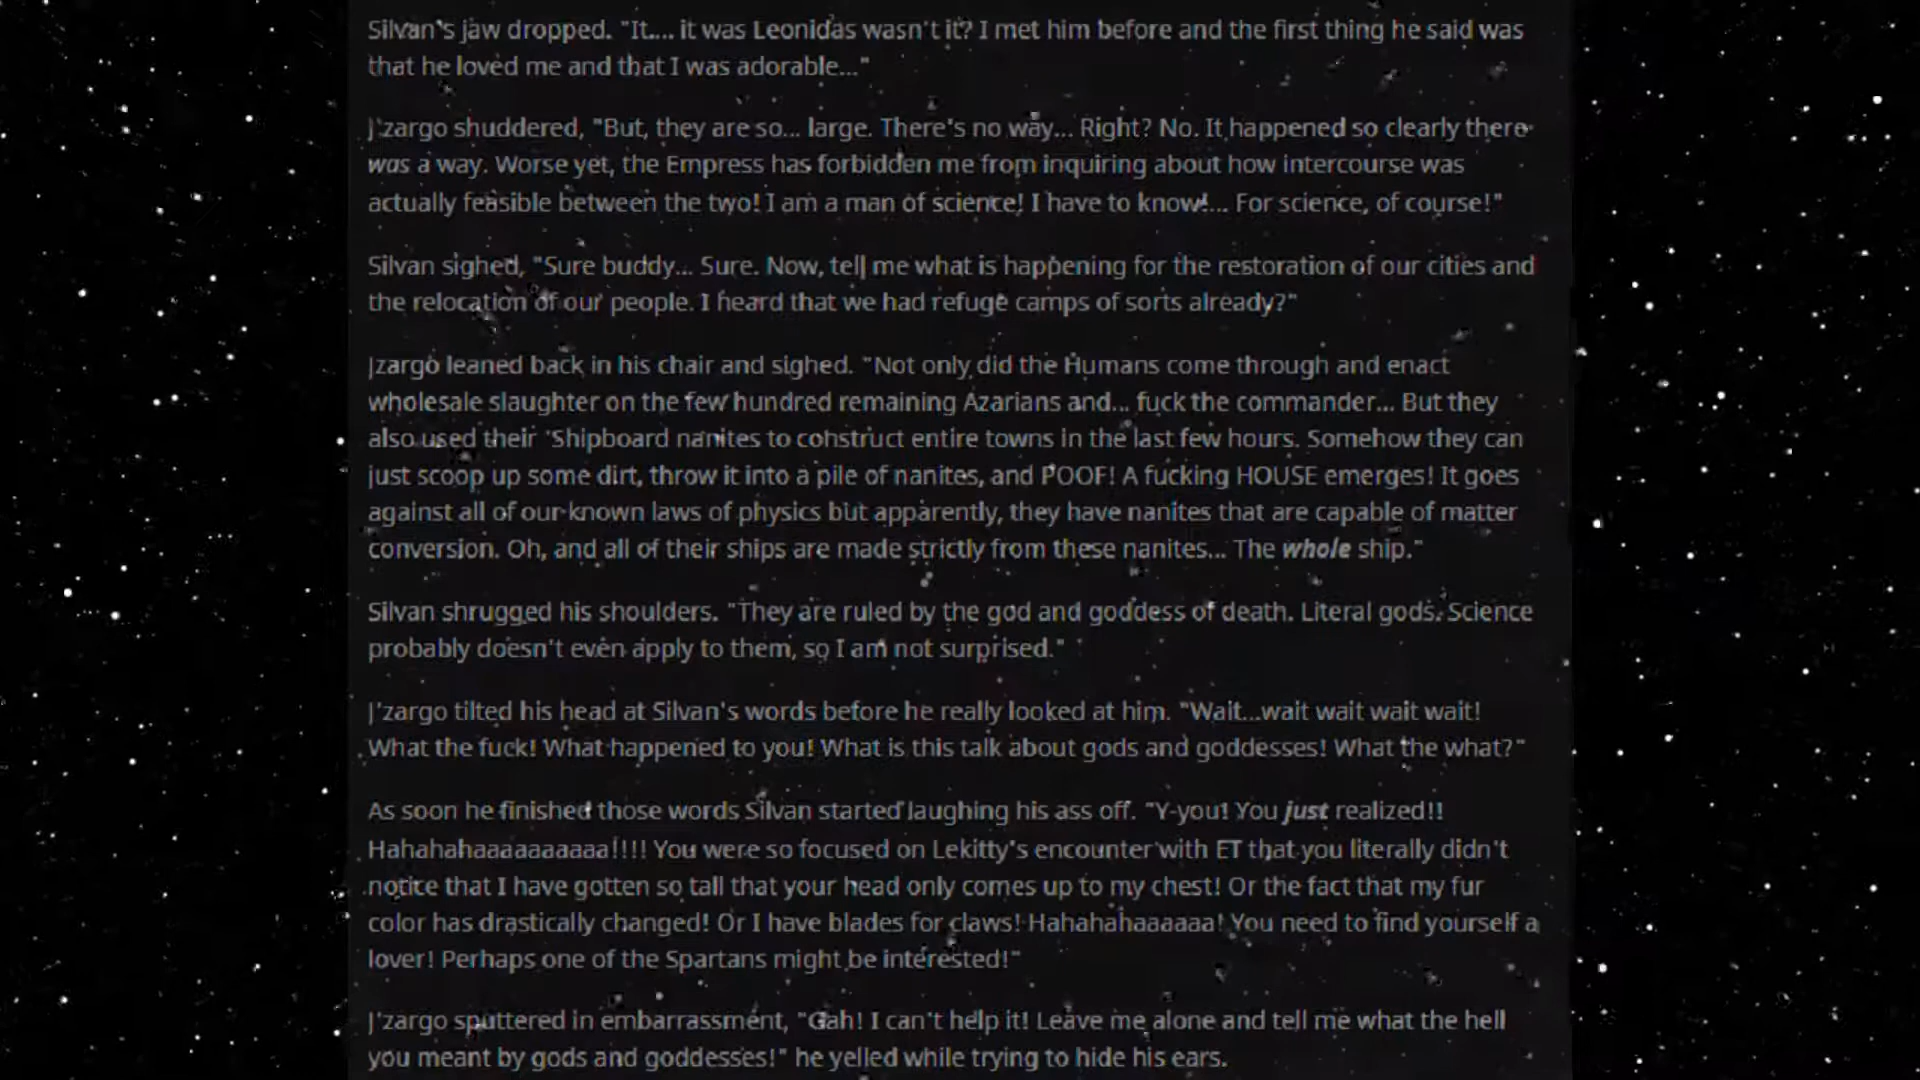 Silvan's jaw dropped. "It.... it was Leonidas wasn't it? I met him before and the first thing he said was
that he loved me and that I was adorable..."
J'zargo shuddered, "But, they are so... large. There's no way... Right? No. It happened so clearly there
was a way. Worse yet, the Empress has forbidden me from inquiring about how intercourse was
actually feasible between the two! I am a man of science! I have to know!... For science, of course!"
Silvan sighed, "Sure buddy... Sure. Now, tell me what is happening for the restoration of our cities and
the relocation of our people. I heard that we had refuge camps of sorts already?"
Jzargo leaned back in his chair and sighed. "Not only did the Humans come through and enact
wholesale slaughter on the few hundred remaining Azarians and... fuck the commander... But they
also used their 'Shipboard nanites to construct entire towns in the last few hours. Somehow they can
just scoop up some dirt, throw it into a pile of nanites, and POOF! A fucking HOUSE emerges! It goes
against all of our known laws of physics but apparently, they have nanites that are capable of matter
conversion. Oh, and all of their ships are made strictly from these nanites... The whole ship."
Silvan shrugged his shoulders. "They are ruled by the god and goddess of death. Literal gods. Science
probably doesn't even apply to them, so I am not surprised."
J'zargo tilted his head at Silvan's words before he really looked at him. "Wait...wait wait wait wait!
What the fuck! What happened to you! What is this talk about gods and goddesses! What the what?"
As soon he finished those words Silvan started laughing his ass off. "Y-you! You just realized!!
Hahahahaaaaaaaaaaa!!!! You were so focused on Lekitty's encounter with ET that you literally didn't
notice that I have gotten so tall that your head only comes up to my chest! Or the fact that my fur
color has drastically changed! Or I have blades for claws! Hahahahaaaaaa! You need to find yourself a
lover! Perhaps one of the Spartans might be interested!"
J'zargo sputtered in embarrassment, "Gah! I can't help it! Leave me alone and tell me what the hell
you meant by gods and goddesses!" he yelled while trying to hide his ears.